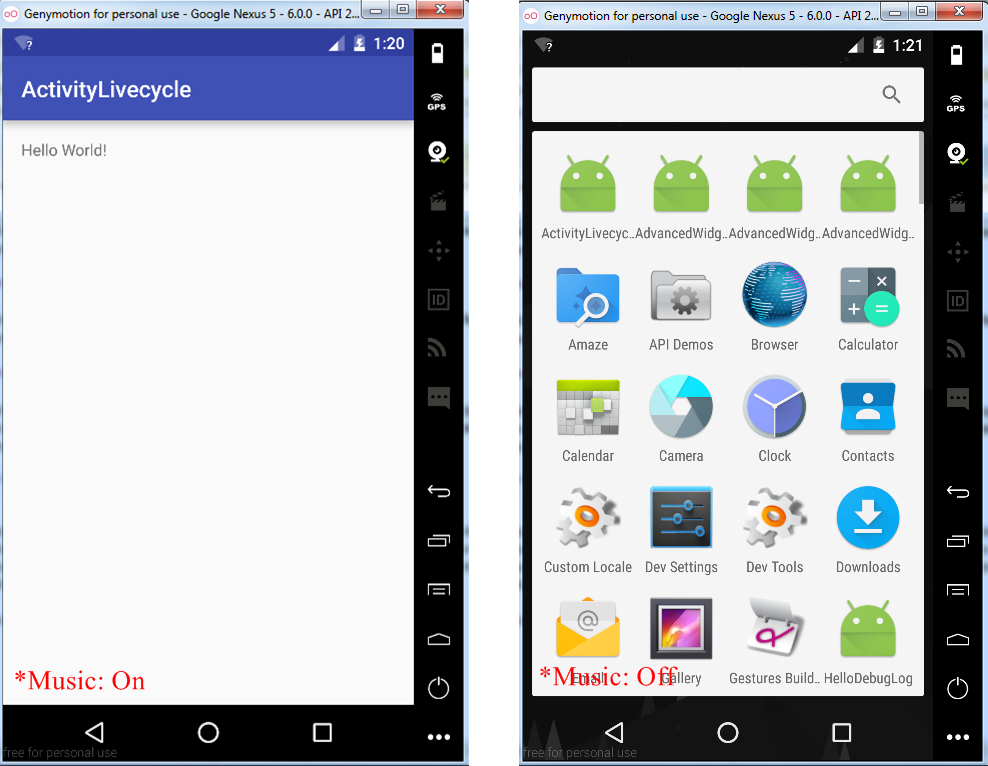 Genymotion for personal use - Google Nexus 5 - 6.0.0 - API 2...
1:20
ActivityLivecycle
GPS
Hello World!
ID
*Music: On
free for personal use
Genymotion for personal use - Google Nexus 5 - 6.0.0 - API 2...
1:21
GPS
ActivityLivecyc.. AdvancedWidg.. AdvancedWidg.. AdvancedWidg..
Amaze API Demos Browser Calculator
ID
Calendar Camera Clock Contacts
Custom Locale Dev Settings Dev Tools Downloads
Email Gallery Gestures Build.. HelloDebugLog
*Music: Off
free for personal use